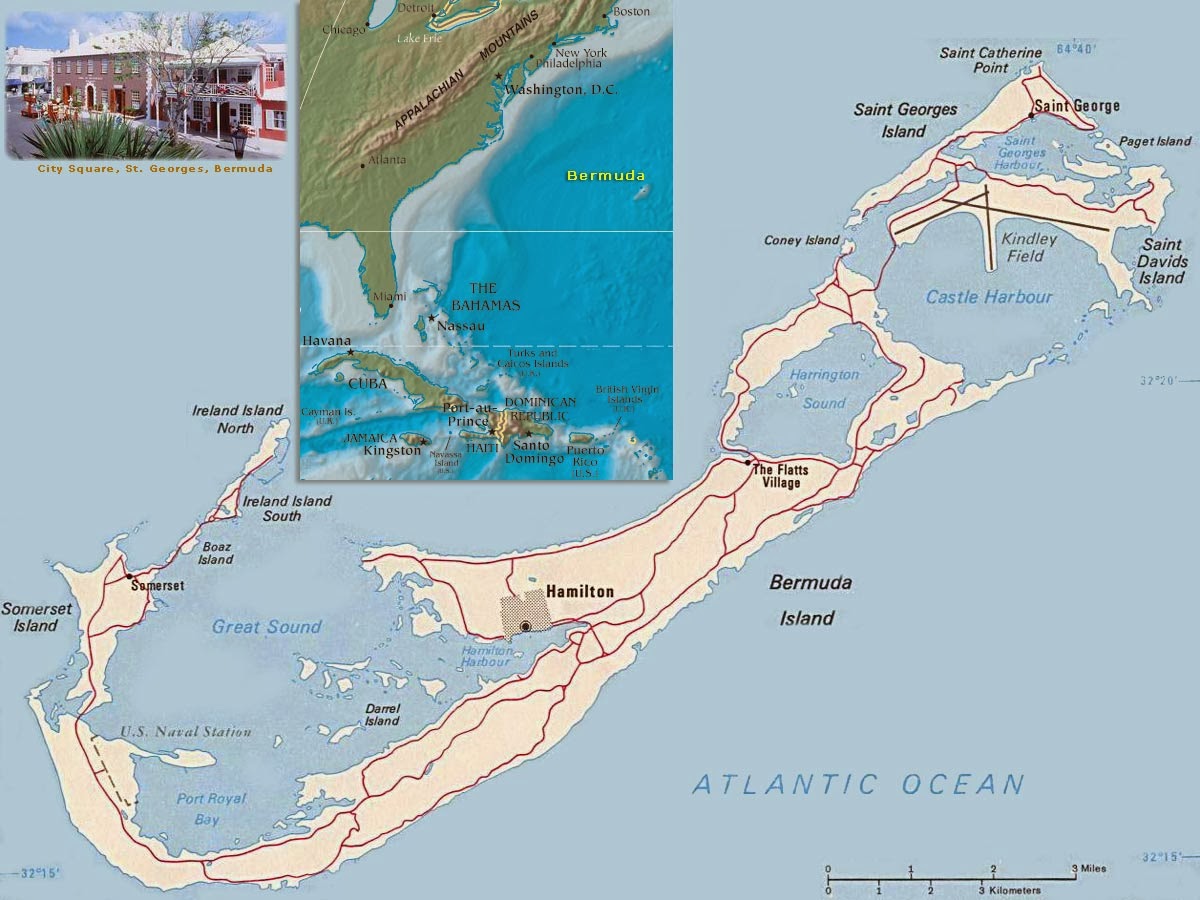 City Square, St. Georges, Bermuda
Chicago
Detroit
Lake Erie
Boston
APPALACHIAN MOUNTAINS
New York
Philadelphia
Washington, D.C.
Atlanta
Bermuda
Miami
THE
BAHAMAS
Nassau
Havana
CUBA
Turks and
Caicos Islands
(U.K.)
Cayman Is.
(U.K.)
Port-au-
Prince
DOMINICAN
REPUBLIC
British Virgin
Islands
(U.K.)
JAMAICA
Kingston
Navassa
Island
(U.S.)
HAITI
Santo
Domingo
Puerto
Rico
(U.S.)
Saint Catherine
Point
64°40'
Saint Georges
Island
Saint George
Saint
Georges
Harbour
Paget Island
Coney Island
Kindley
Field
Saint
Davids
Island
Castle Harbour
Harrington
Sound
32°20'
The Flatts
Village
Ireland Island
North
Ireland Island
South
Boaz
Island
Somerset
Somerset
Island
Great Sound
Hamilton
Hamilton
Harbour
Bermuda
Island
Darrel
Island
U.S. Naval Station
Port Royal
Bay
ATLANTIC OCEAN
32°15'
32°15'
0 1 2 3 Miles
0 1 2 3 Kilometers